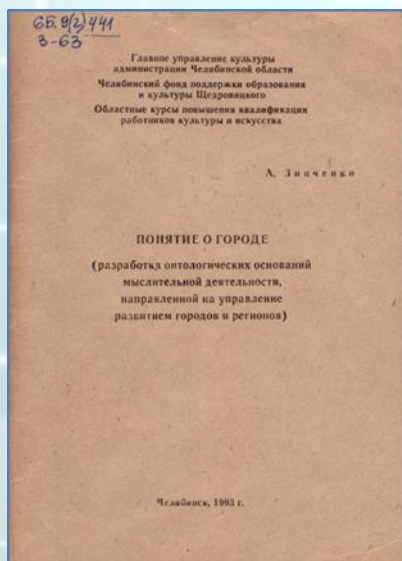 65.9(2)441
З-63
Главное управление культуры
администрации Челябинской области
Челябинский фонд поддержки образования
и культуры Щедровицкого
Областные курсы повышения квалификации
работников культуры и искусства
А. Зинченко
ПОНЯТИЕ О ГОРОДЕ
(разработка онтологических оснований
мыслительной деятельности,
направленной на управление
развитием городов и регионов)
Челябинск, 1993 г.